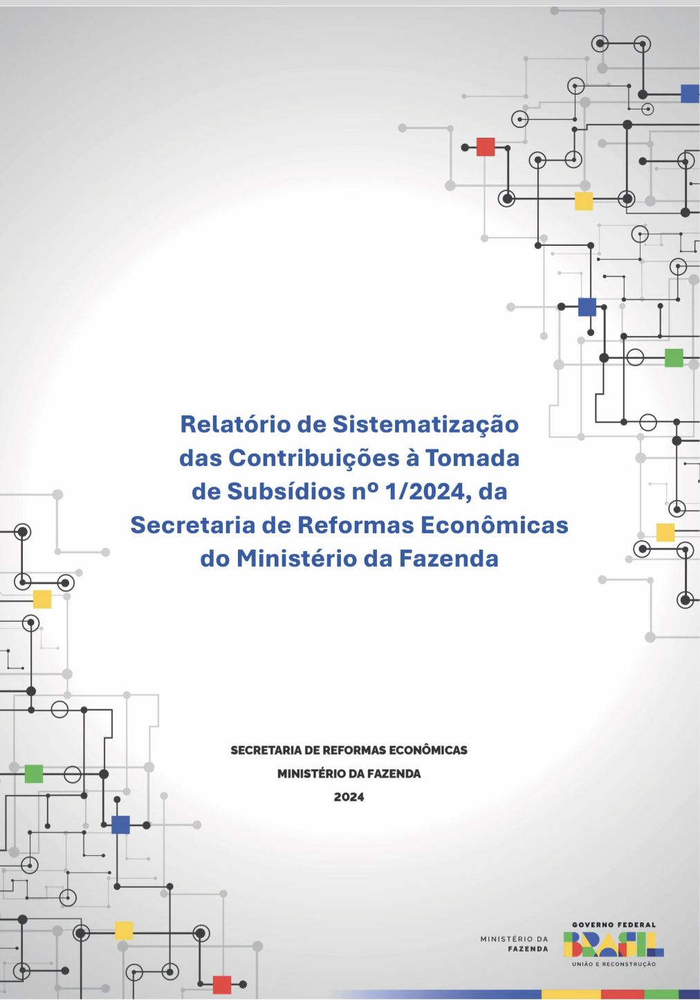 Relatório de Sistematização
das Contribuições à Tomada
de Subsídios nº 1/2024, da
Secretaria de Reformas Econômicas
do Ministério da Fazenda
SECRETARIA DE REFORMAS ECONÔMICAS
MINISTÉRIO DA FAZENDA
2024
MINISTÉRIO DA
FAZENDA
GOVERNO FEDERAL
BRASIL
UNIÃO E RECONSTRUÇÃO